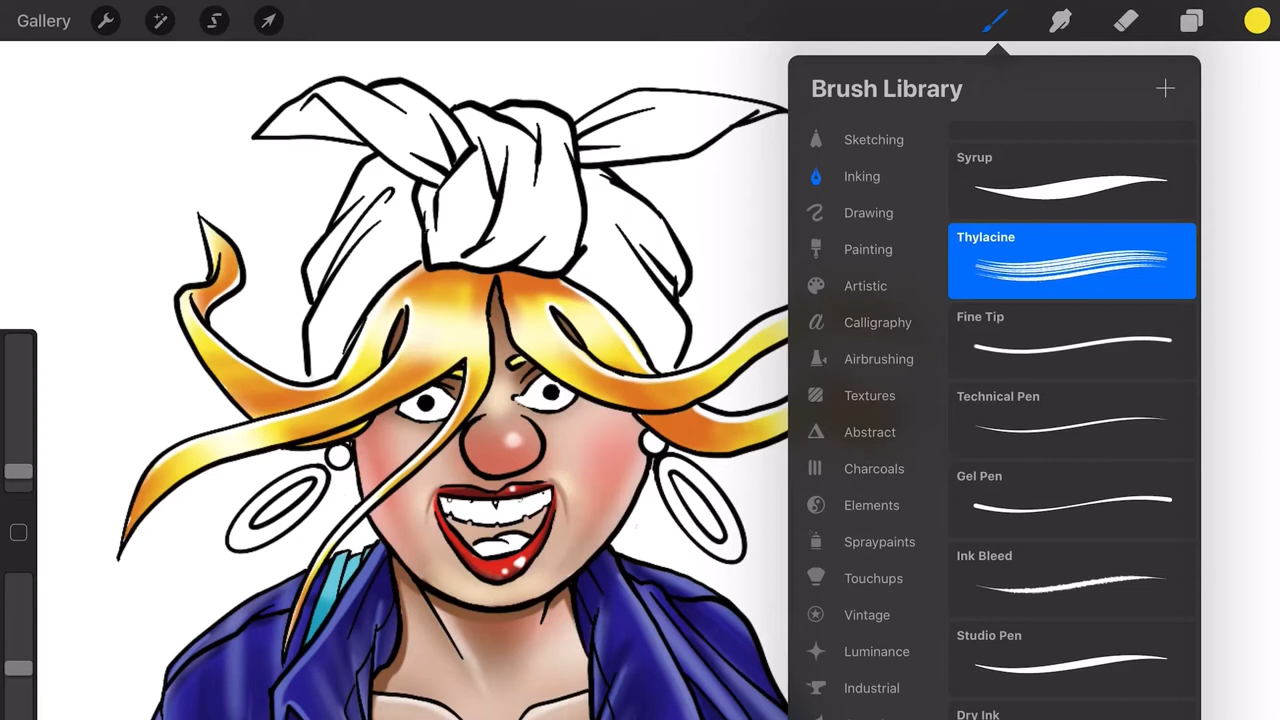 Gallery
Brush Library
Sketching
Inking
Drawing
Painting
Artistic
Calligraphy
Airbrushing
Textures
Abstract
Charcoals
Elements
Spraypaints
Touchups
Vintage
Luminance
Industrial
Syrup
Thylacine
Fine Tip
Technical Pen
Gel Pen
Ink Bleed
Studio Pen
Dry Ink